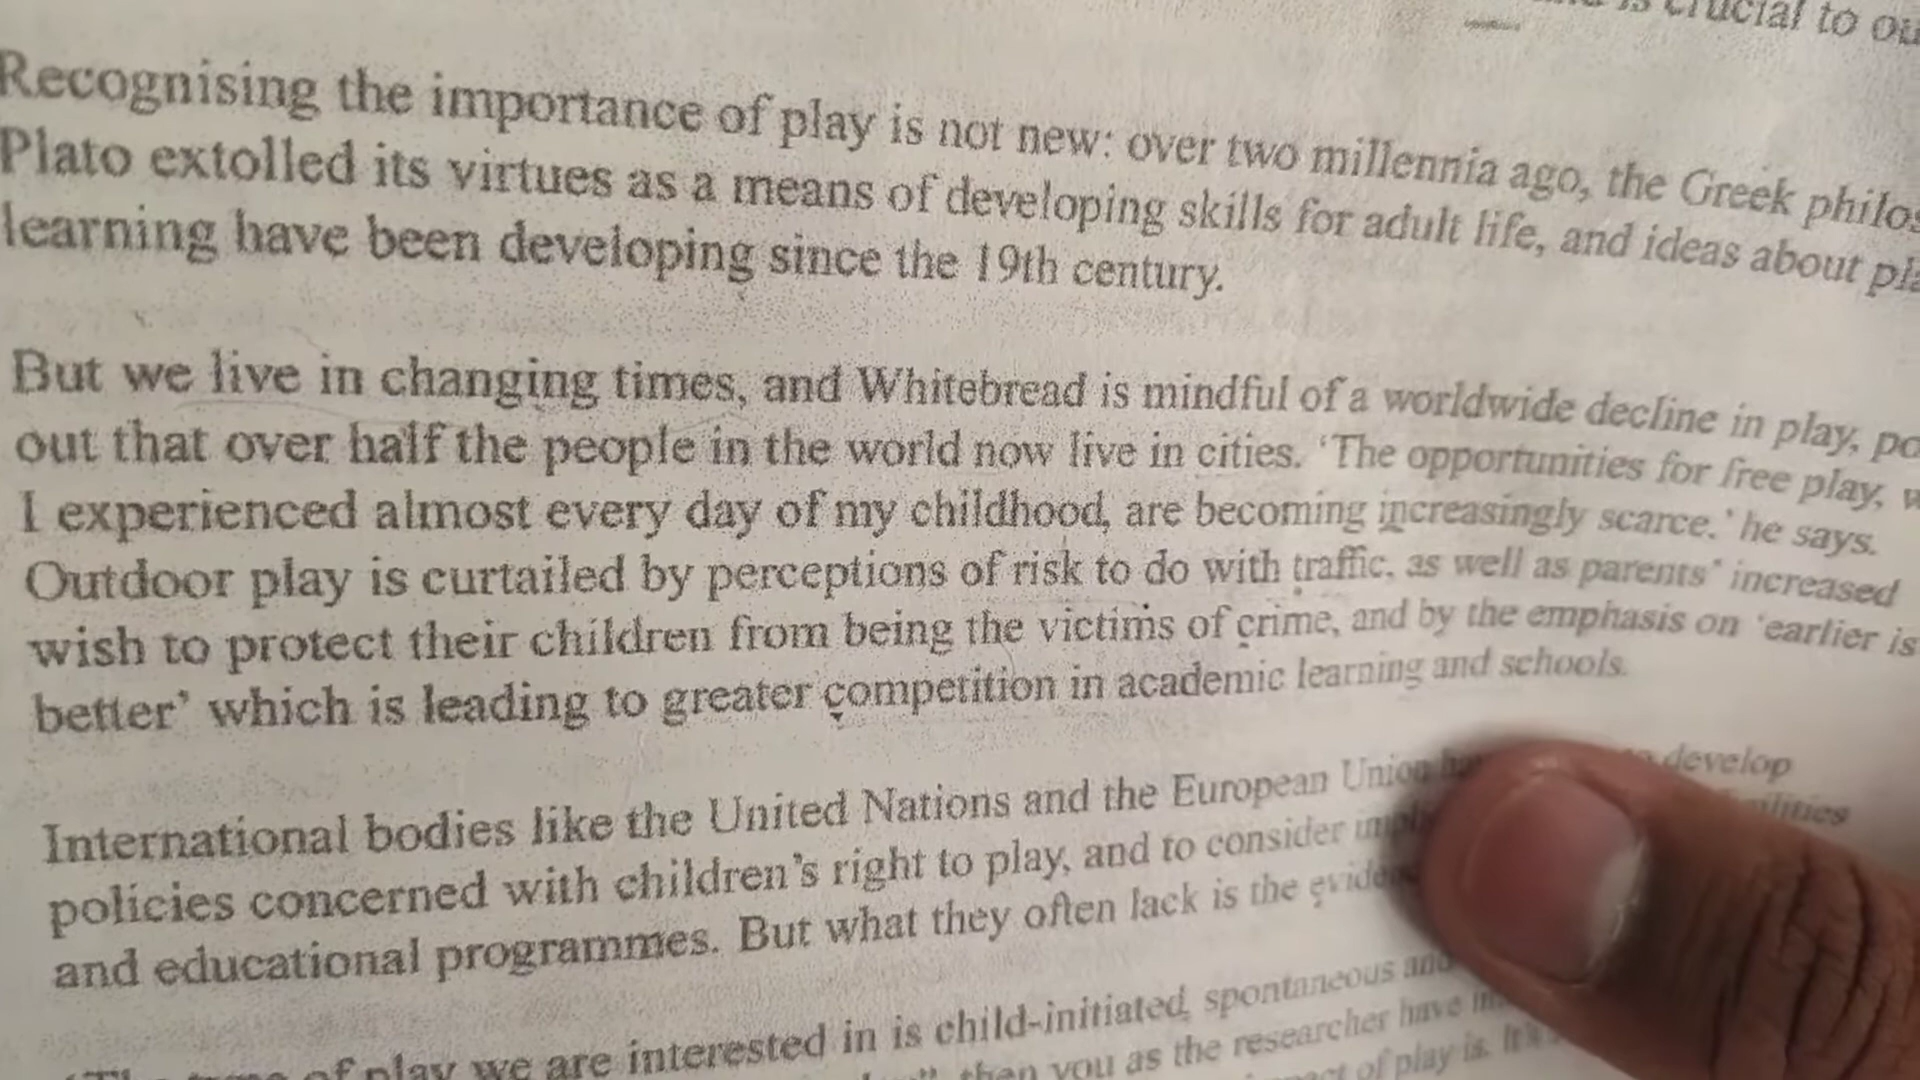 is crucial to
Recognising the importance of play is not new: over two millennia ago, the Greek
Plato extolled its virtues as a means of developing skills for adult life, and ideas about
learning have been developing since the 19th century.
But we live in changing times, and Whitebread is mindful of a worldwide decline in play,
out that over half the people in the world now live in cities. 'The opportunities for free play,
I experienced almost every day of my childhood, are becoming increasingly scarce.' he says.
Outdoor play is curtailed by perceptions of risk to do with traffic, as well as parents' increased
wish to protect their children from being the victims of crime, and by the emphasis on 'earlier is
better' which is leading to greater competition in academic learning and schools.
International bodies like the United Nations and the European Union develop
policies concerned with children's right to play, and to consider
and educational programmes. But what they often lack is the
of play we are interested in is child-initiated, spontaneous
then you as the researcher have
of play is.